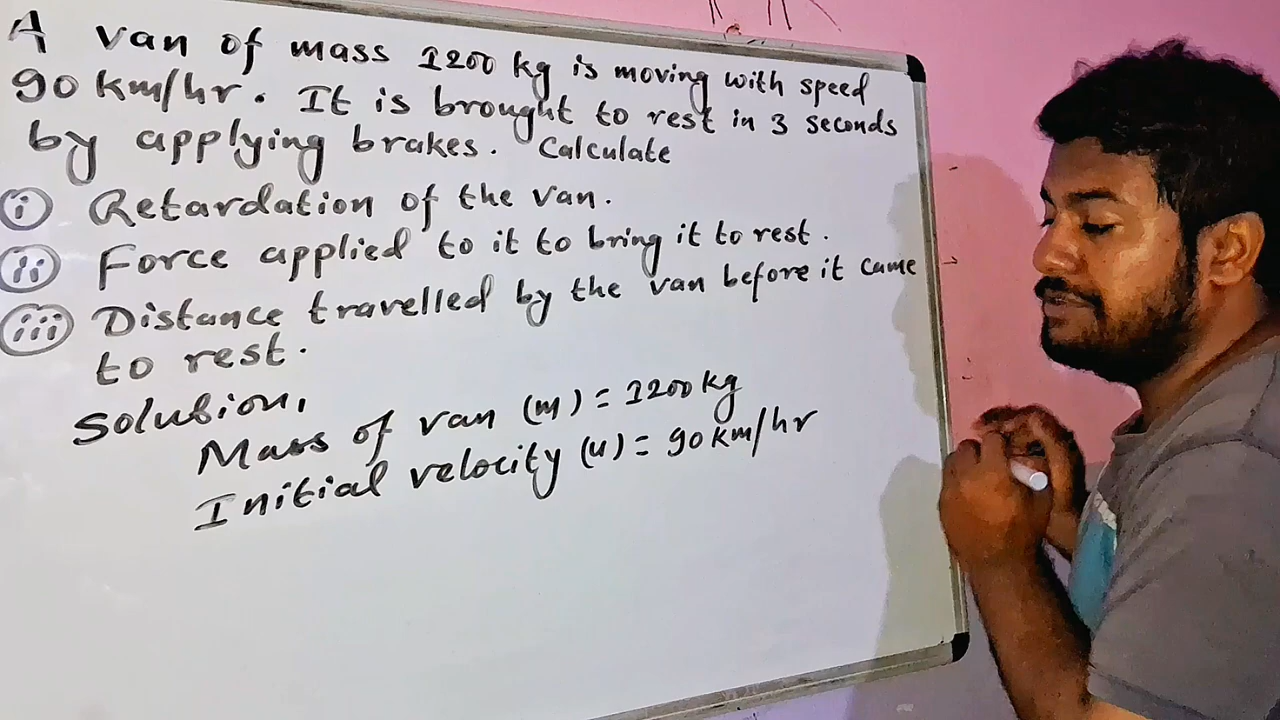 A van of mass 1200 kg is moving with speed
90 km/hr. It is brought to rest in 3 seconds
by applying brakes. Calculate
(i) Retardation of the van.
(ii) Force applied to it to bring it to rest.
(iii) Distance travelled by the van before it came
to rest.
Solution,
Mass of van (m) = 1200 kg
Initial velocity (u) = 90 km/hr